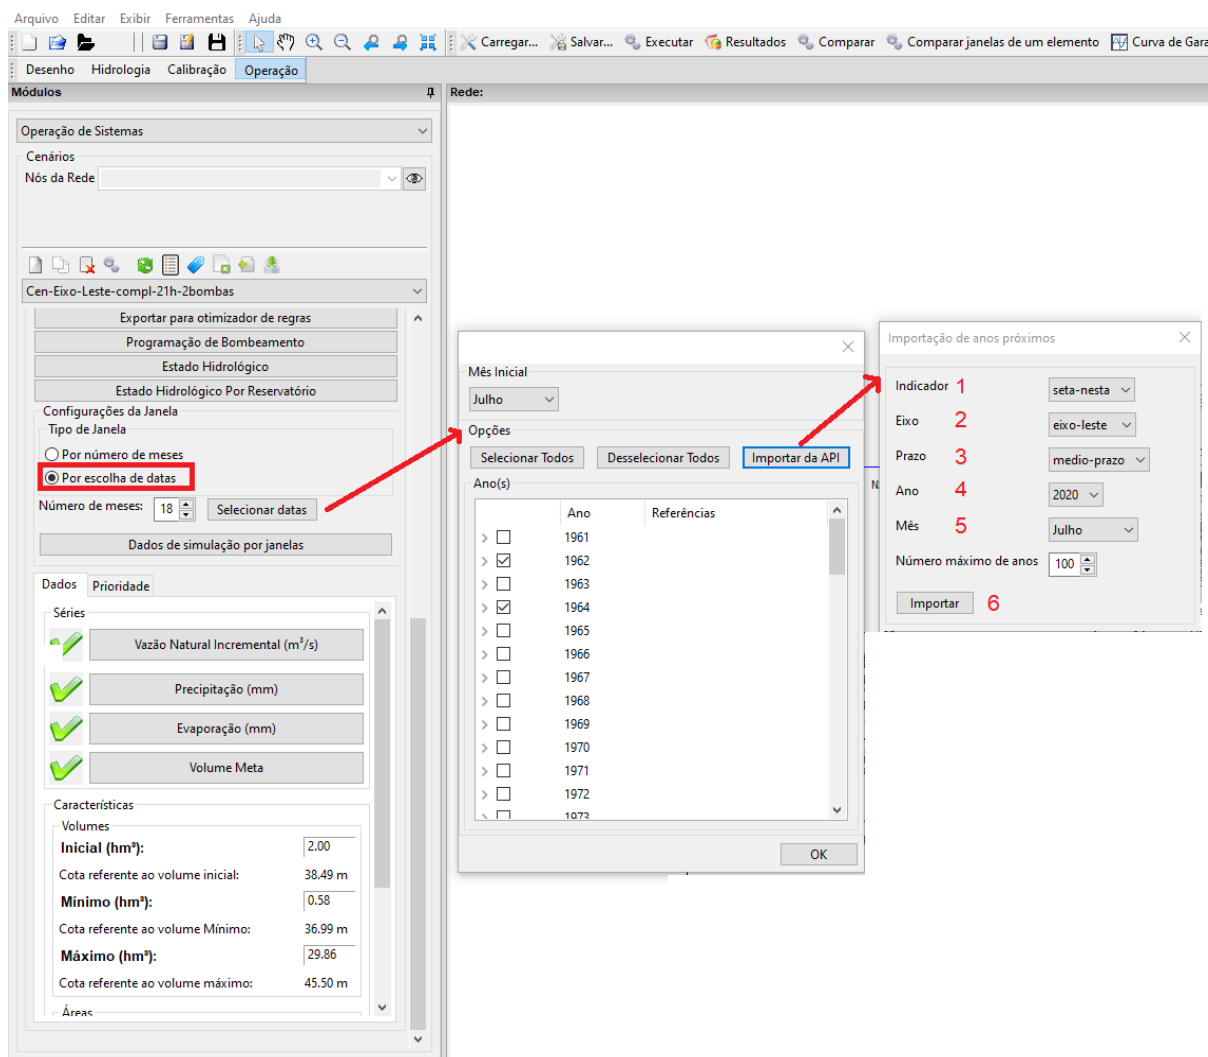 Arquivo Editar Exibir Ferramentas Ajuda
Carregar... Salvar... Executar Resultados Comparar Comparar janelas de um elemento Curva de Gara
Desenho Hidrologia Calibração Operação
Módulos
Rede:
Operação de Sistemas
Cenários
Nós da Rede
Cen-Eixo-Leste-compl-21h-2bombas
Exportar para otimizador de regras
Programação de Bombeamento
Estado Hidrológico
Estado Hidrológico Por Reservatório
Configurações da Janela
Tipo de Janela
Por número de meses
Por escolha de datas
Número de meses: 18 Selecionar datas
Dados de simulação por janelas
Dados Prioridade
Séries
Vazão Natural Incremental (m³/s)
Precipitação (mm)
Evaporação (mm)
Volume Meta
Características
Volumes
Inicial (hm³): 2.00
Cota referente ao volume inicial: 38.49 m
Mínimo (hm³): 0.58
Cota referente ao volume Mínimo: 36.99 m
Máximo (hm³): 29.86
Cota referente ao volume máximo: 45.50 m
Áreas
Mês Inicial
Julho
Opções
Selecionar Todos Desselecionar Todos Importar da API
Ano(s)
Ano Referências
1961
1962
1963
1964
1965
1966
1967
1968
1969
1970
1971
1972
1973
OK
N
Importação de anos próximos
Indicador 1 seta-nesta
Eixo 2 eixo-leste
Prazo 3 medio-prazo
Ano 4 2020
Mês 5 Julho
Número máximo de anos 100
Importar 6